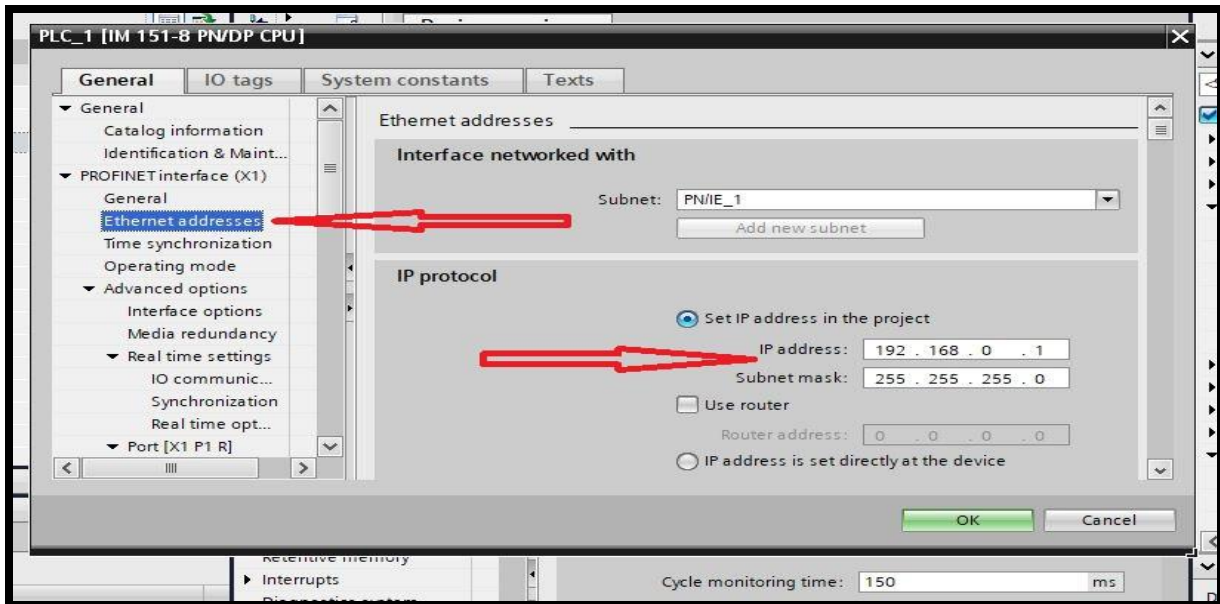 PLC_1 [IM 151-8 PN/DP CPU]
General
IO tags
System constants
Texts
General
Catalog information
Identification & Maint...
PROFINET interface (X1)
General
Ethernet addresses
Time synchronization
Operating mode
Advanced options
Interface options
Media redundancy
Real time settings
IO communic...
Synchronization
Real time opt...
Port [X1 P1 R]
Ethernet addresses
Interface networked with
Subnet: PN/IE_1
Add new subnet
IP protocol
Set IP address in the project
IP address: 192 . 168 . 0 . 1
Subnet mask: 255 . 255 . 255 . 0
Use router
Router address: 0 . 0 . 0 . 0
IP address is set directly at the device
OK
Cancel
Retentive memory
Interrupts
Cycle monitoring time: 150 ms